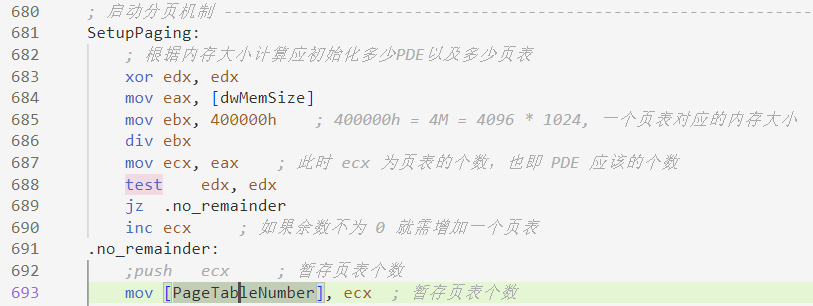 680 ; 启动分页机制 ---------------------------------------------------------------
681 SetupPaging:
682 ; 根据内存大小计算应初始化多少PDE以及多少页表
683 xor edx, edx
684 mov eax, [dwMemSize]
685 mov ebx, 400000h ; 400000h = 4M = 4096 * 1024, 一个页表对应的内存大小
686 div ebx
687 mov ecx, eax ; 此时 ecx 为页表的个数，也即 PDE 应该的个数
688 test edx, edx
689 jz .no_remainder
690 inc ecx ; 如果余数不为 0 就需增加一个页表
691 .no_remainder:
692 ;push ecx ; 暂存页表个数
693 mov [PageTableNumber], ecx ; 暂存页表个数